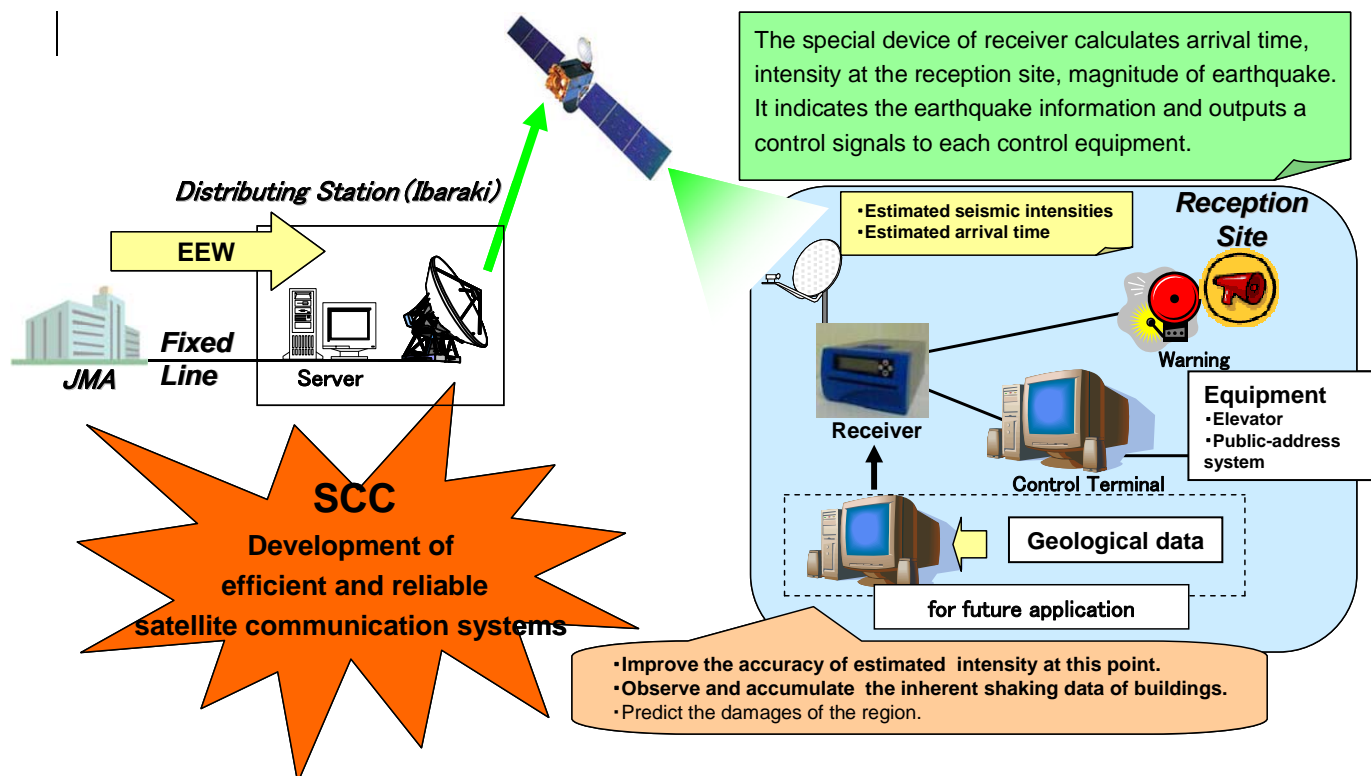 The special device of receiver calculates arrival time,
intensity at the reception site, magnitude of earthquake.
It indicates the earthquake information and outputs a
control signals to each control equipment.
Distributing Station(Ibaraki)
EEW
JMA
Fixed
Line
Server
・Estimated seismic intensities
・Estimated arrival time
Reception
Site
Warning
Receiver
Control Terminal
Equipment
・Elevator
・Public-address
system
Geological data
for future application
SCC
Development of
efficient and reliable
satellite communication systems
・Improve the accuracy of estimated  intensity at this point.
・Observe and accumulate  the inherent shaking data of buildings.
・Predict the damages of the region.